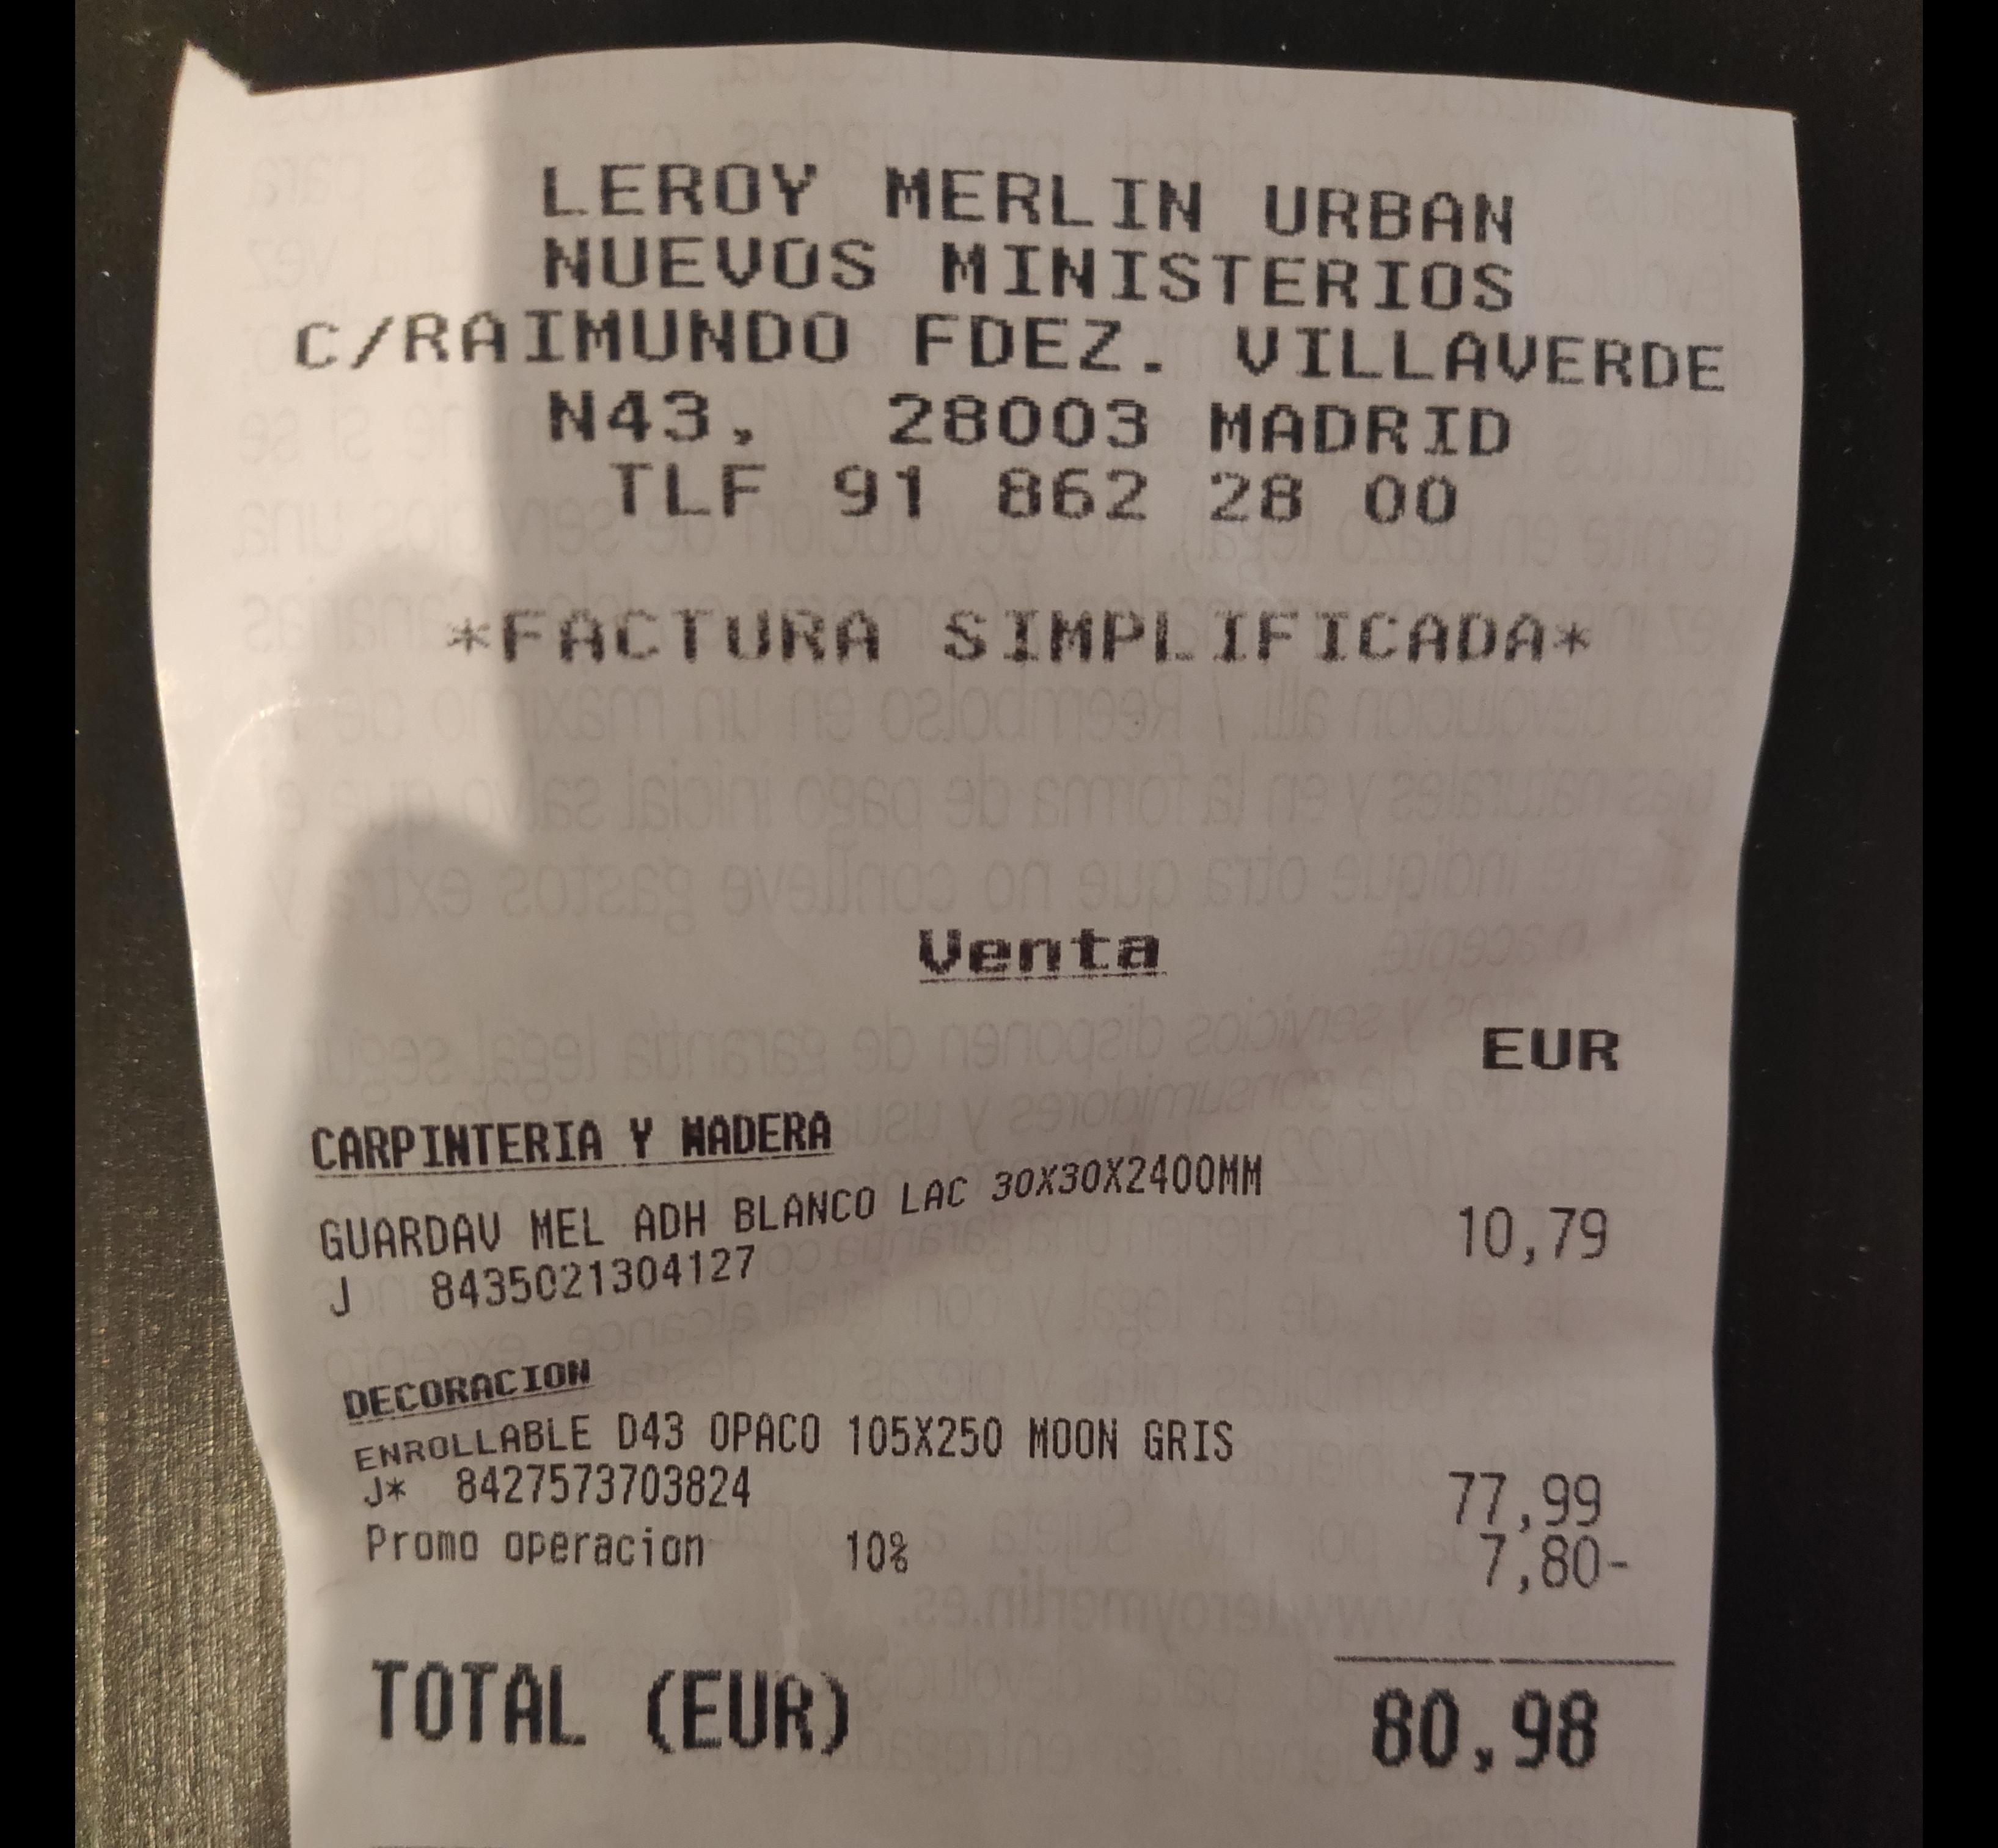 LEROY MERLIN URBAN
NUEVOS MINISTERIOS
C/RAIMUNDO FDEZ. VILLAVERDE
N43, 28003 MADRID
TLF 91 862 28 00
*FACTURA SIMPLIFICADA*
Venta
EUR
CARPINTERIA Y MADERA
GUARDAV MEL ADH BLANCO LAC 30X30X2400MM
J 8435021304127 10,79
DECORACION
ENROLLABLE D43 OPACO 105X250 MOON GRIS
J* 8427573703824 77,99
Promo operacion 10% 7,80-
TOTAL (EUR) 80,98